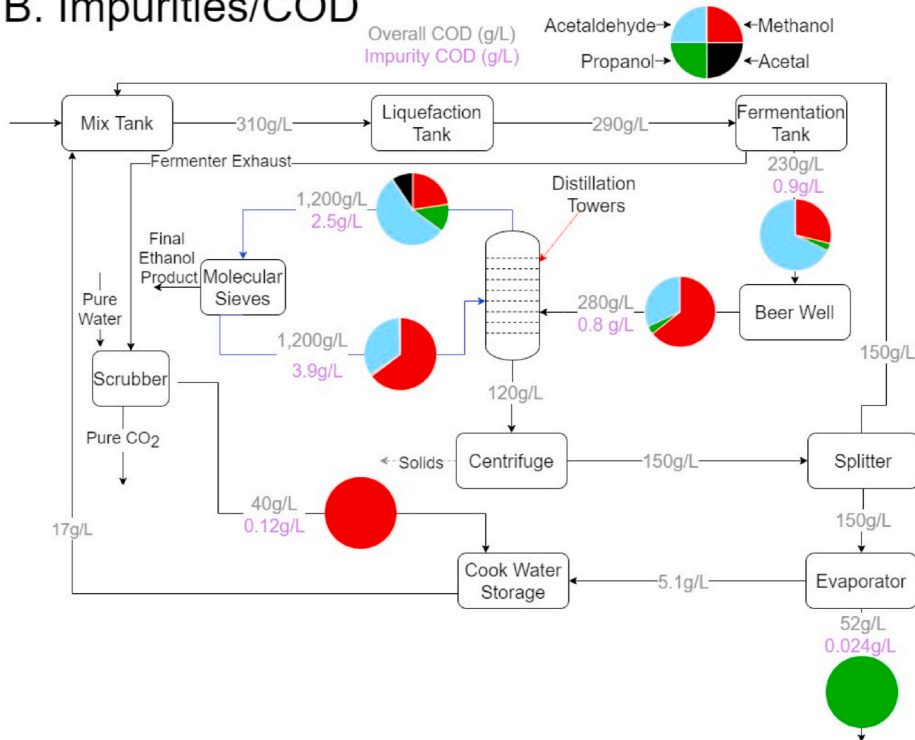 B. Impurities/COD
Overall COD (g/L)
Impurity COD (g/L)
Acetaldehyde
Methanol
Propanol
Acetal
Mix Tank
310g/L
Liquefaction
Tank
290g/L
Fermentation
Tank
Fermenter Exhaust
230g/L
0.9g/L
1,200g/L
2.5g/L
Distillation
Towers
Final
Ethanol
Product
Molecular
Sieves
Pure
Water
280g/L
0.8 g/L
Beer Well
1,200g/L
3.9g/L
150g/L
Scrubber
120g/L
Pure CO2
Solids
Centrifuge
150g/L
Splitter
40g/L
0.12g/L
17g/L
150g/L
Cook Water
Storage
5.1g/L
Evaporator
52g/L
0.024g/L